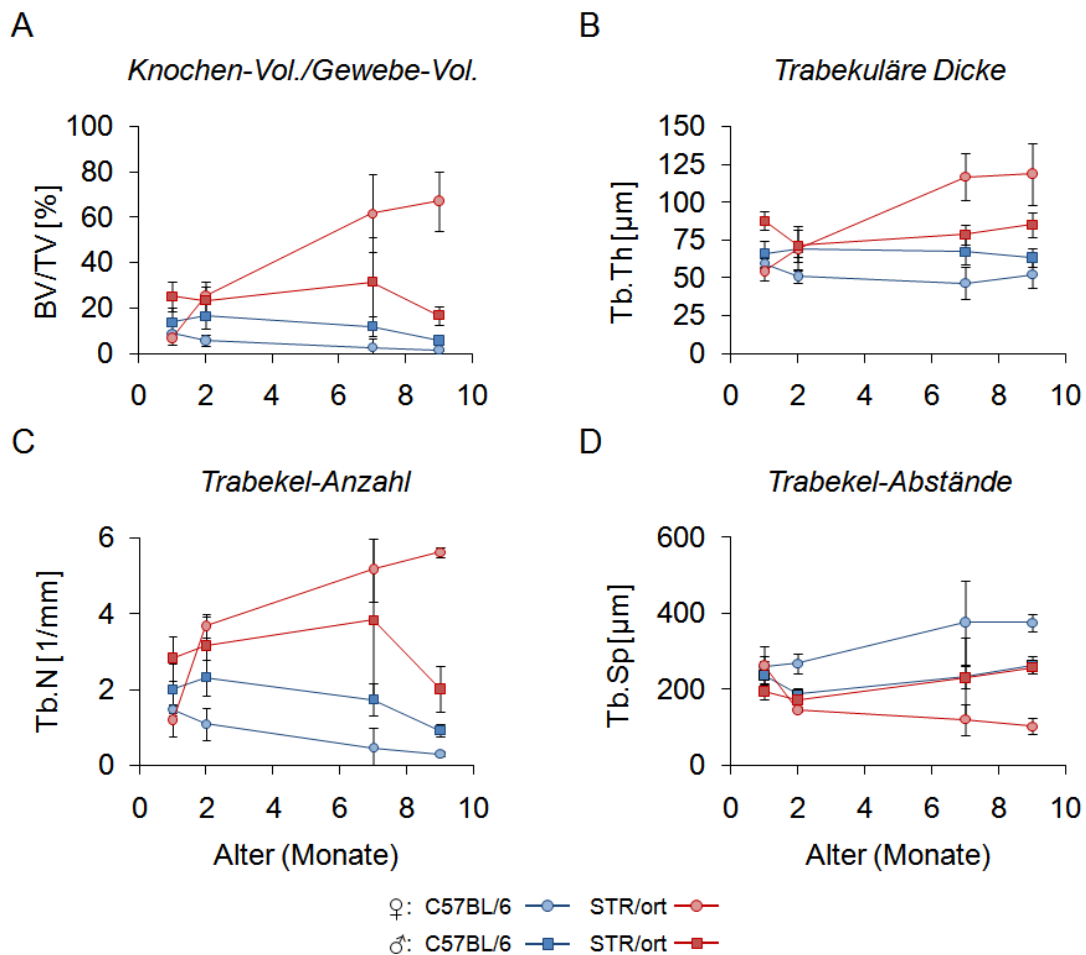 A
Knochen-Vol./Gewebe-Vol.
BV/TV [%]
100
80
60
40
20
0
0 2 4 6 8 10
B
Trabekuläre Dicke
Tb.Th [µm]
150
125
100
75
50
25
0
0 2 4 6 8 10
C
Trabekel-Anzahl
Tb.N [1/mm]
6
4
2
0
0 2 4 6 8 10
Alter (Monate)
D
Trabekel-Abstände
Tb.Sp [µm]
600
400
200
0
0 2 4 6 8 10
Alter (Monate)
♀: C57BL/6 STR/ort
♂: C57BL/6 STR/ort